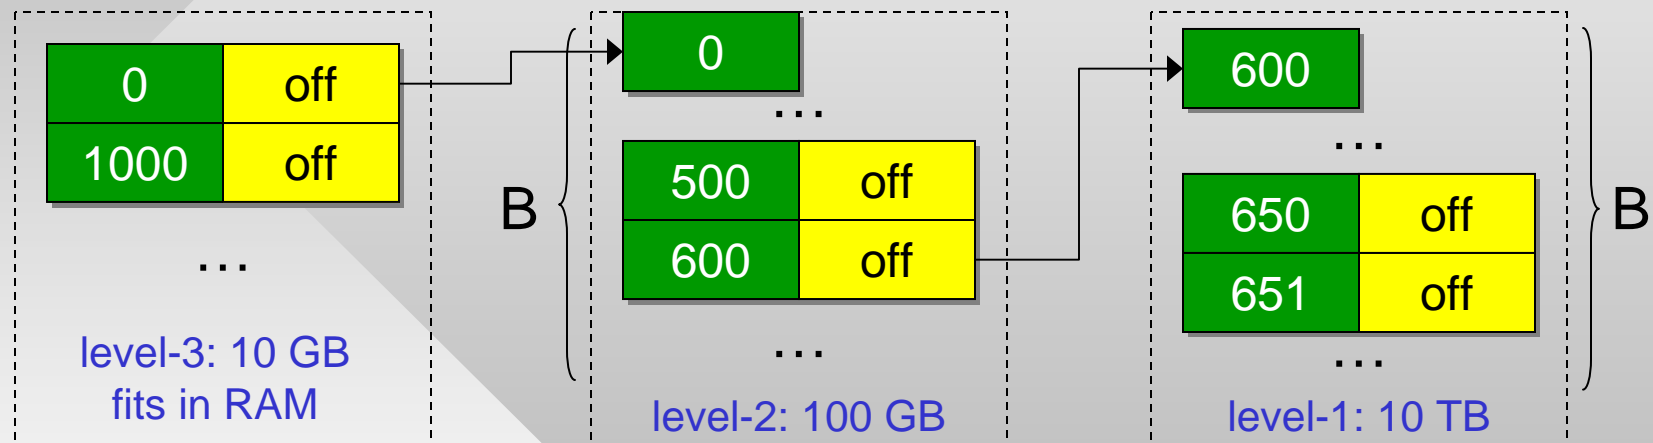 0 off
1000 off
…
level-3: 10 GB
fits in RAM
B
0
…
500 off
600 off
…
level-2: 100 GB
600
…
650 off
651 off
…
level-1: 10 TB
B